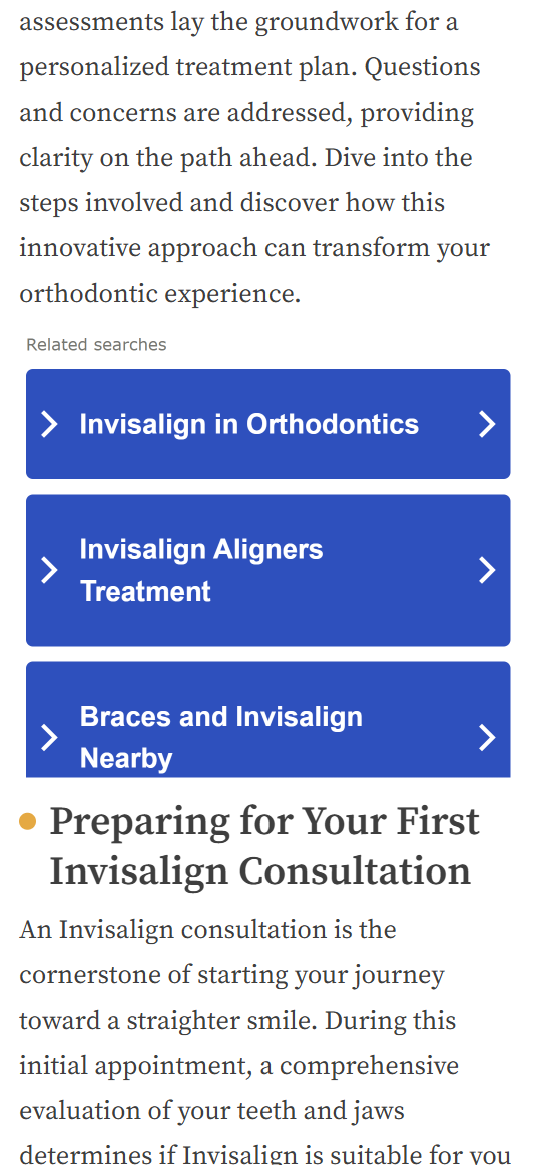 assessments lay the groundwork for a
personalized treatment plan. Questions
and concerns are addressed, providing
clarity on the path ahead. Dive into the
steps involved and discover how this
innovative approach can transform your
orthodontic experience.
Related searches
Invisalign in Orthodontics
Invisalign Aligners
Treatment
Braces and Invisalign
Nearby
Preparing for Your First
Invisalign Consultation
An Invisalign consultation is the
cornerstone of starting your journey
toward a straighter smile. During this
initial appointment, a comprehensive
evaluation of your teeth and jaws
determines if Invisalign is suitable for you